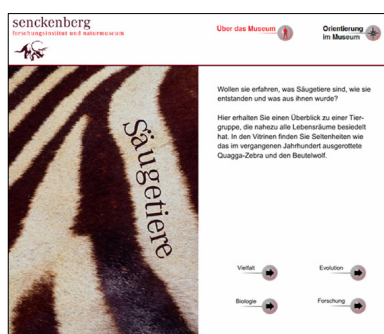 senckenberg
forschungsinstitut und naturmuseum
Über das Museum
Orientierung
im Museum
Säugetiere
Wollen sie erfahren, was Säugetiere sind, wie sie
entstanden und was aus ihnen wurde?
Hier erhalten Sie einen Überblick zu einer Tier-
gruppe, die nahezu alle Lebensräume besiedelt
hat. In den Vitrinen finden Sie Seltenheiten wie
das im vergangenen Jahrhundert ausgerottete
Quagga-Zebra und den Beutelwolf.
Vielfalt
Evolution
Biologie
Forschung